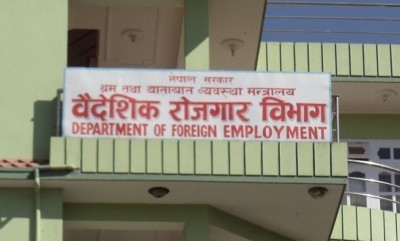 नेपाल सरकार
श्रम तथा यातायात व्यवस्था मन्त्रालय
वैदेशिक रोजगार विभाग
DEPARTMENT OF FOREIGN EMPLOYMENT